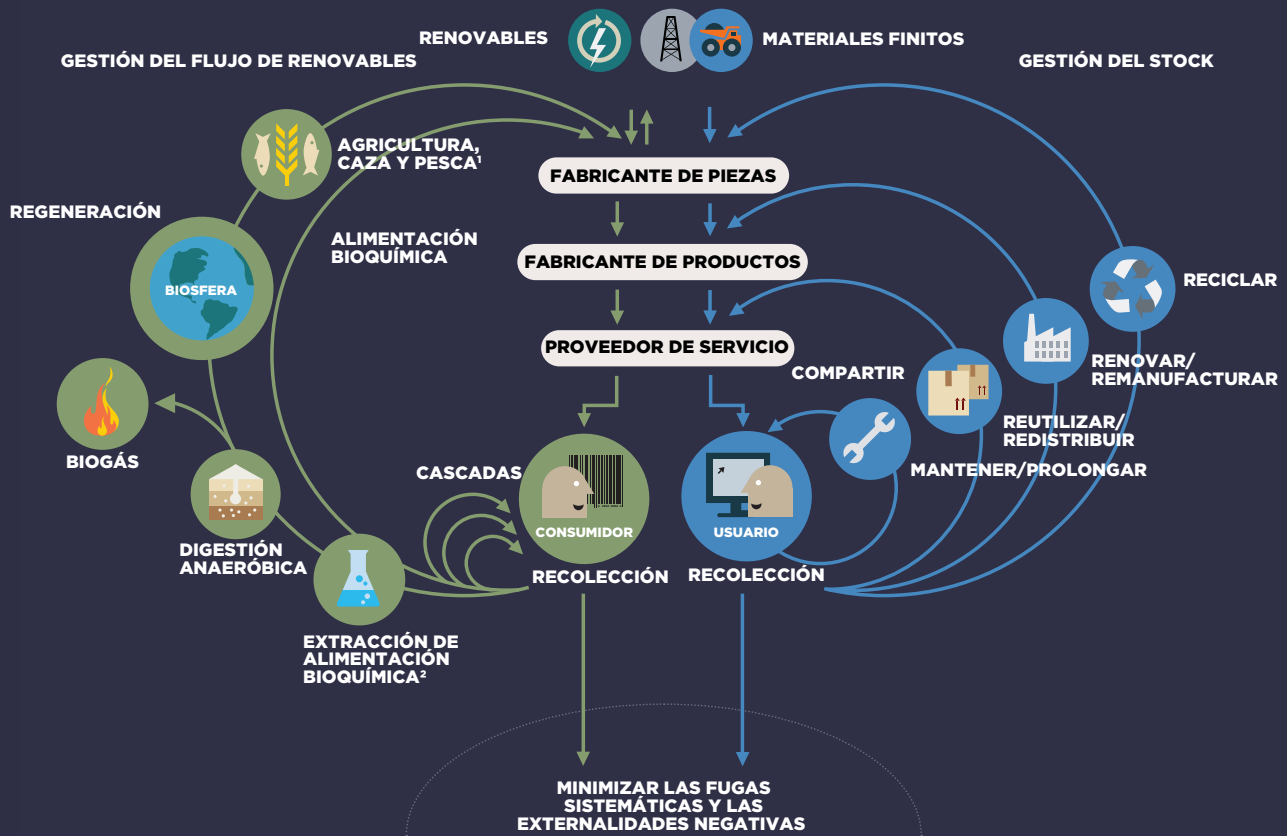 RENOVABLES
MATERIALES FINITOS
GESTIÓN DEL FLUJO DE RENOVABLES
GESTIÓN DEL STOCK
AGRICULTURA,
CAZA Y PESCA¹
FABRICANTE DE PIEZAS
REGENERACIÓN
ALIMENTACIÓN
BIOQUÍMICA
FABRICANTE DE PRODUCTOS
BIOSFERA
RECICLAR
PROVEEDOR DE SERVICIO
RENOVAR/
REMANUFACTURAR
COMPARTIR
REUTILIZAR/
REDISTRIBUIR
BIOGÁS
CASCADAS
MANTENER/PROLONGAR
CONSUMIDOR
USUARIO
DIGESTIÓN
ANAERÓBICA
RECOLECCIÓN
RECOLECCIÓN
EXTRACCIÓN DE
ALIMENTACIÓN
BIOQUÍMICA²
MINIMIZAR LAS FUGAS
SISTEMÁTICAS Y LAS
EXTERNALIDADES NEGATIVAS